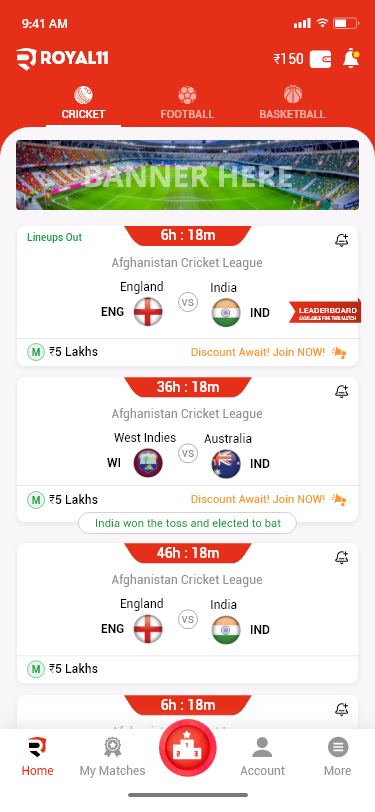 9:41 AM
ROYAL11
₹150
CRICKET
FOOTBALL
BASKETBALL
BANNER HERE
Lineups Out
6h : 18m
Afghanistan Cricket League
England
India
ENG
VS
IND
LEADERBOARD
AVAILABLE FOR THIS MATCH
M ₹5 Lakhs
Discount Await! Join NOW!
36h : 18m
Afghanistan Cricket League
West Indies
Australia
WI
VS
IND
M ₹5 Lakhs
Discount Await! Join NOW!
India won the toss and elected to bat
46h : 18m
Afghanistan Cricket League
England
India
ENG
VS
IND
M ₹5 Lakhs
6h : 18m
Home
My Matches
Account
More